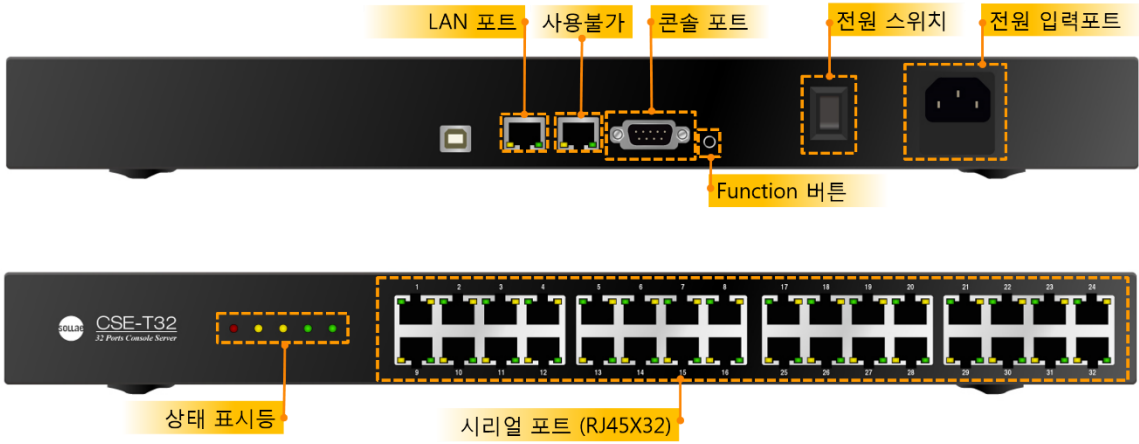 LAN 포트
사용불가
콘솔 포트
전원 스위치
전원 입력포트
Function 버튼
1 2 3 4 5 6 7 8 17 18 19 20 21 22 23 24
SOLLAE
CSE-T32
32 Ports Console Server
9 10 11 12 13 14 15 16 25 26 27 28 29 30 31 32
상태 표시등
시리얼 포트 (RJ45X32)